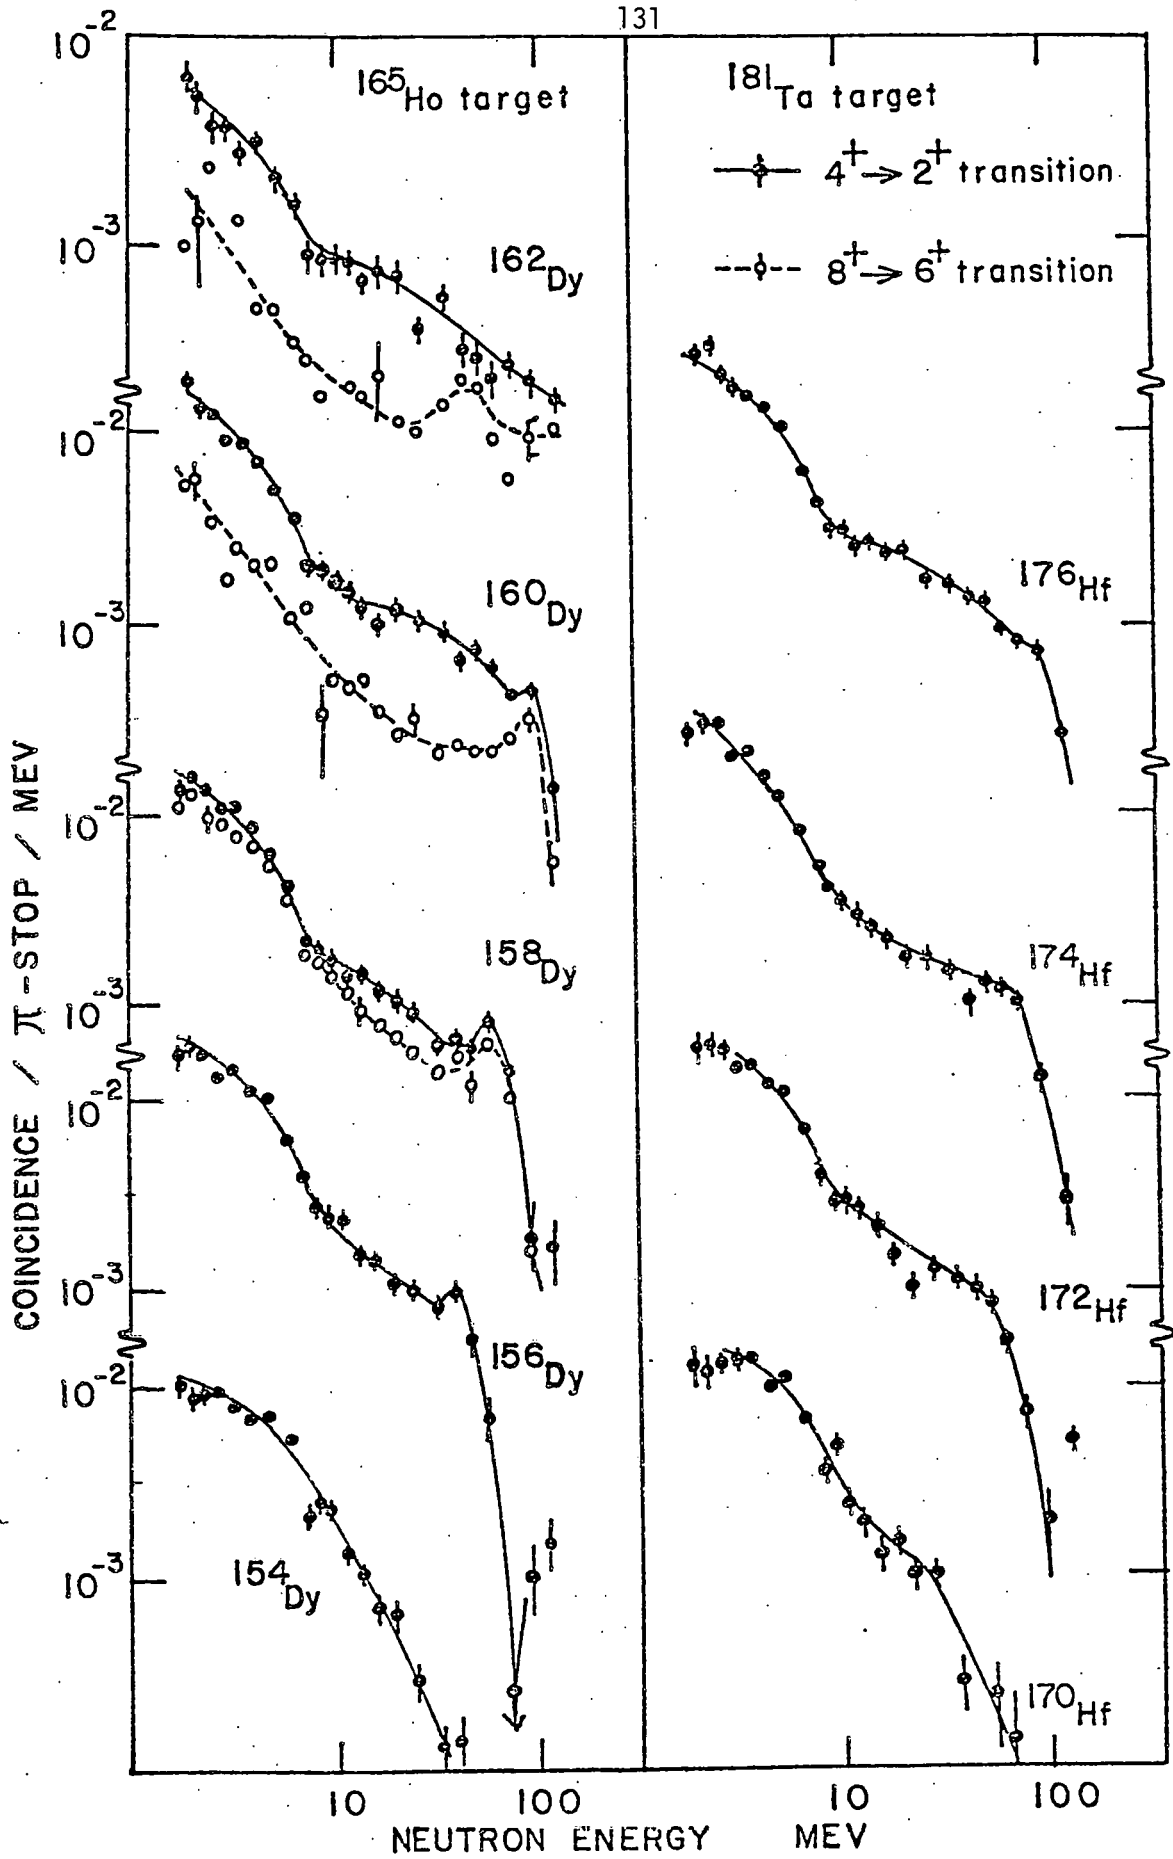 131
10^-2
165Ho target
181Ta target
4^+ → 2^+ transition
8^+ → 6^+ transition
10^-3
162Dy
10^-2
160Dy
176Hf
10^-3
10^-2
158Dy
174Hf
10^-3
10^-2
172Hf
10^-3
156Dy
10^-2
154Dy
10^-3
170Hf
10 100
10 100
NEUTRON ENERGY MEV
COINCIDENCE / π-STOP / MEV